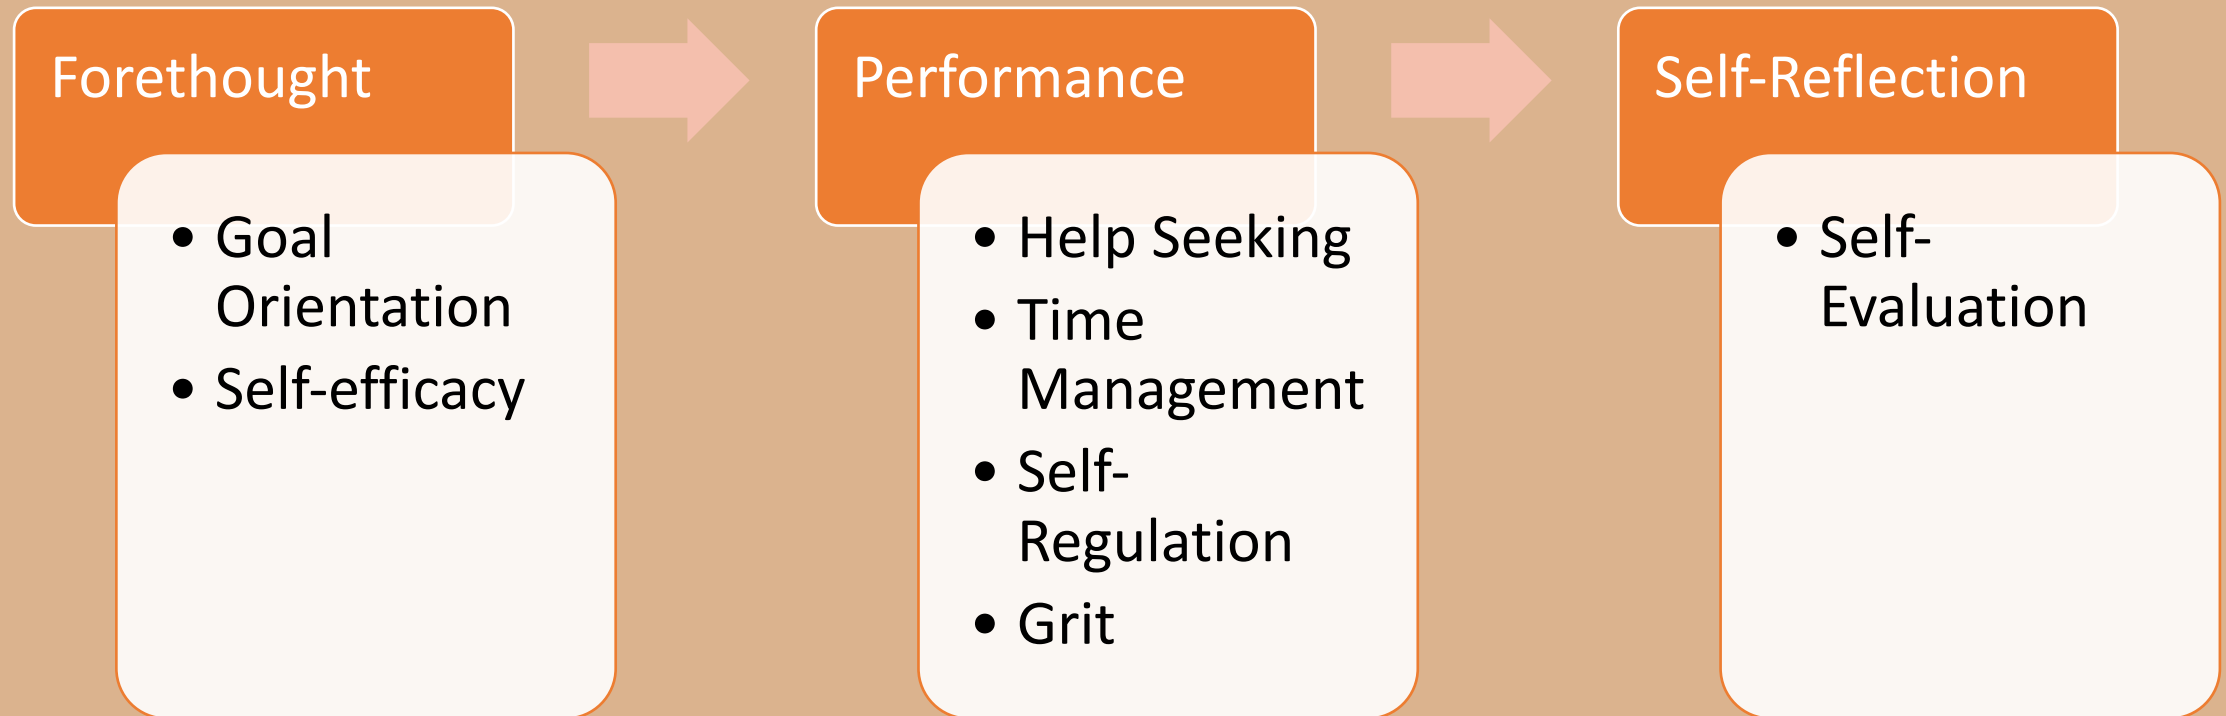 Forethought
• Goal
Orientation
• Self-efficacy
Performance
• Help Seeking
• Time
Management
• Self-
Regulation
• Grit
Self-Reflection
• Self-
Evaluation